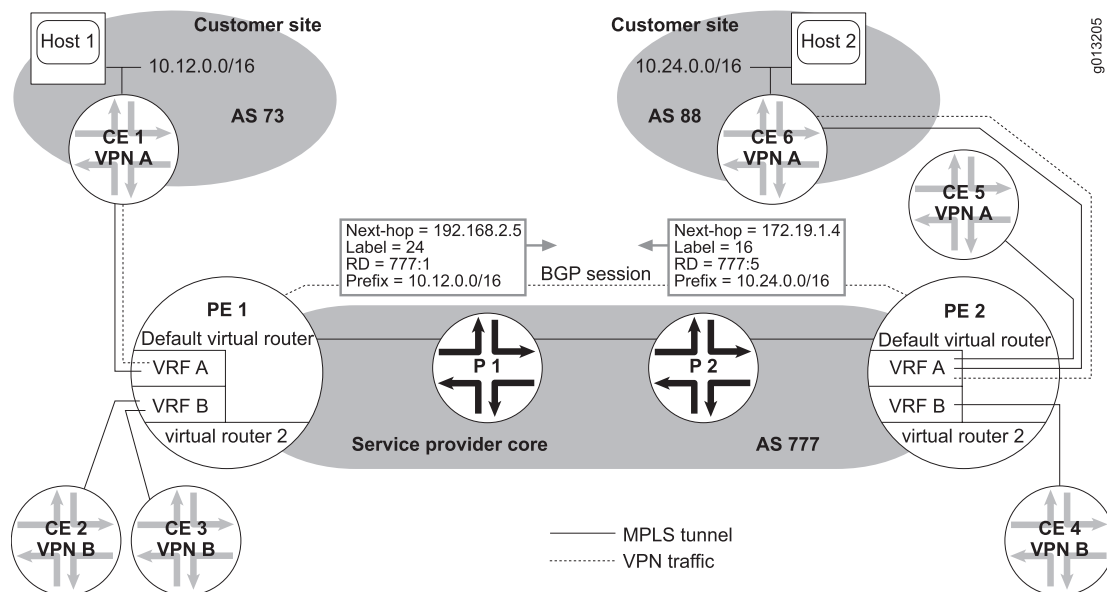 Customer site
Host 1
10.12.0.0/16
AS 73
CE 1
VPN A
Customer site
Host 2
10.24.0.0/16
AS 88
CE 6
VPN A
g013205
CE 5
VPN A
Next-hop = 192.168.2.5
Label = 24
RD = 777:1
Prefix = 10.12.0.0/16
BGP session
Next-hop = 172.19.1.4
Label = 16
RD = 777:5
Prefix = 10.24.0.0/16
PE 1
Default virtual router
VRF A
VRF B
virtual router 2
P 1
P 2
PE 2
Default virtual router
VRF A
VRF B
virtual router 2
Service provider core
AS 777
CE 2
VPN B
CE 3
VPN B
CE 4
VPN B
MPLS tunnel
VPN traffic